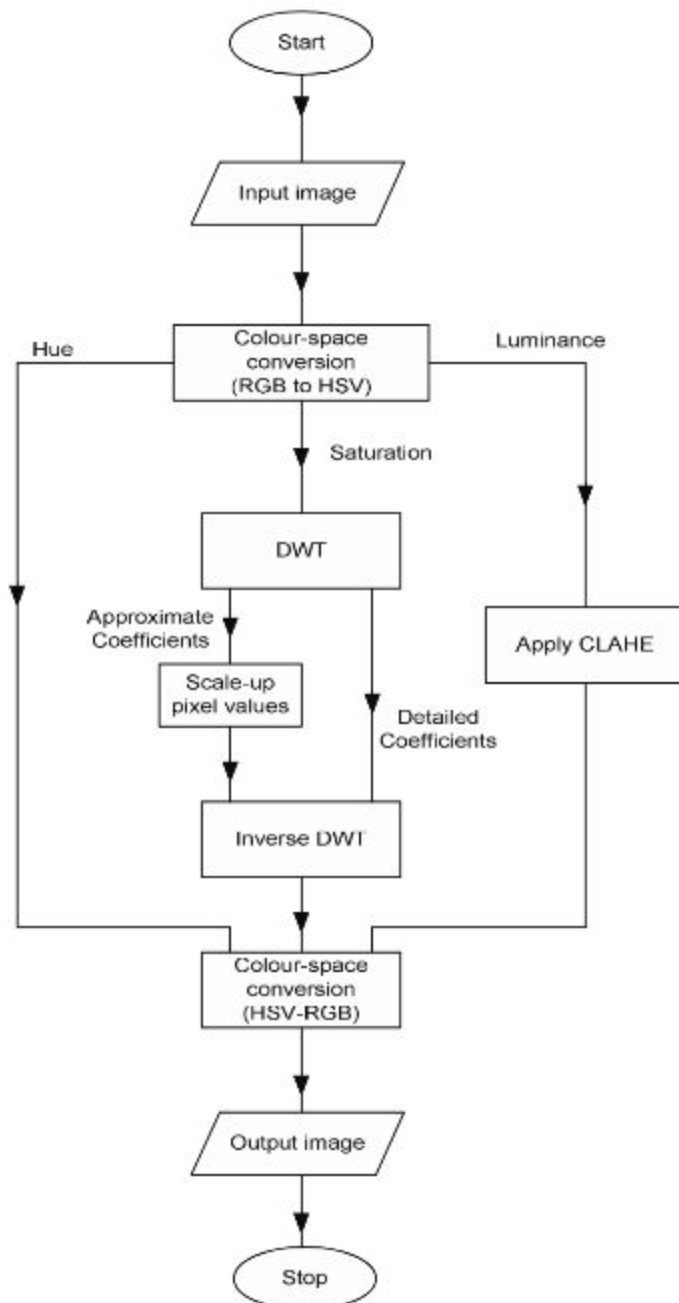 Start
Input image
Colour-space
conversion
(RGB to HSV)
Hue
Luminance
Saturation
DWT
Approximate
Coefficients
Apply CLAHE
Scale-up
pixel values
Detailed
Coefficients
Inverse DWT
Colour-space
conversion
(HSV-RGB)
Output image
Stop